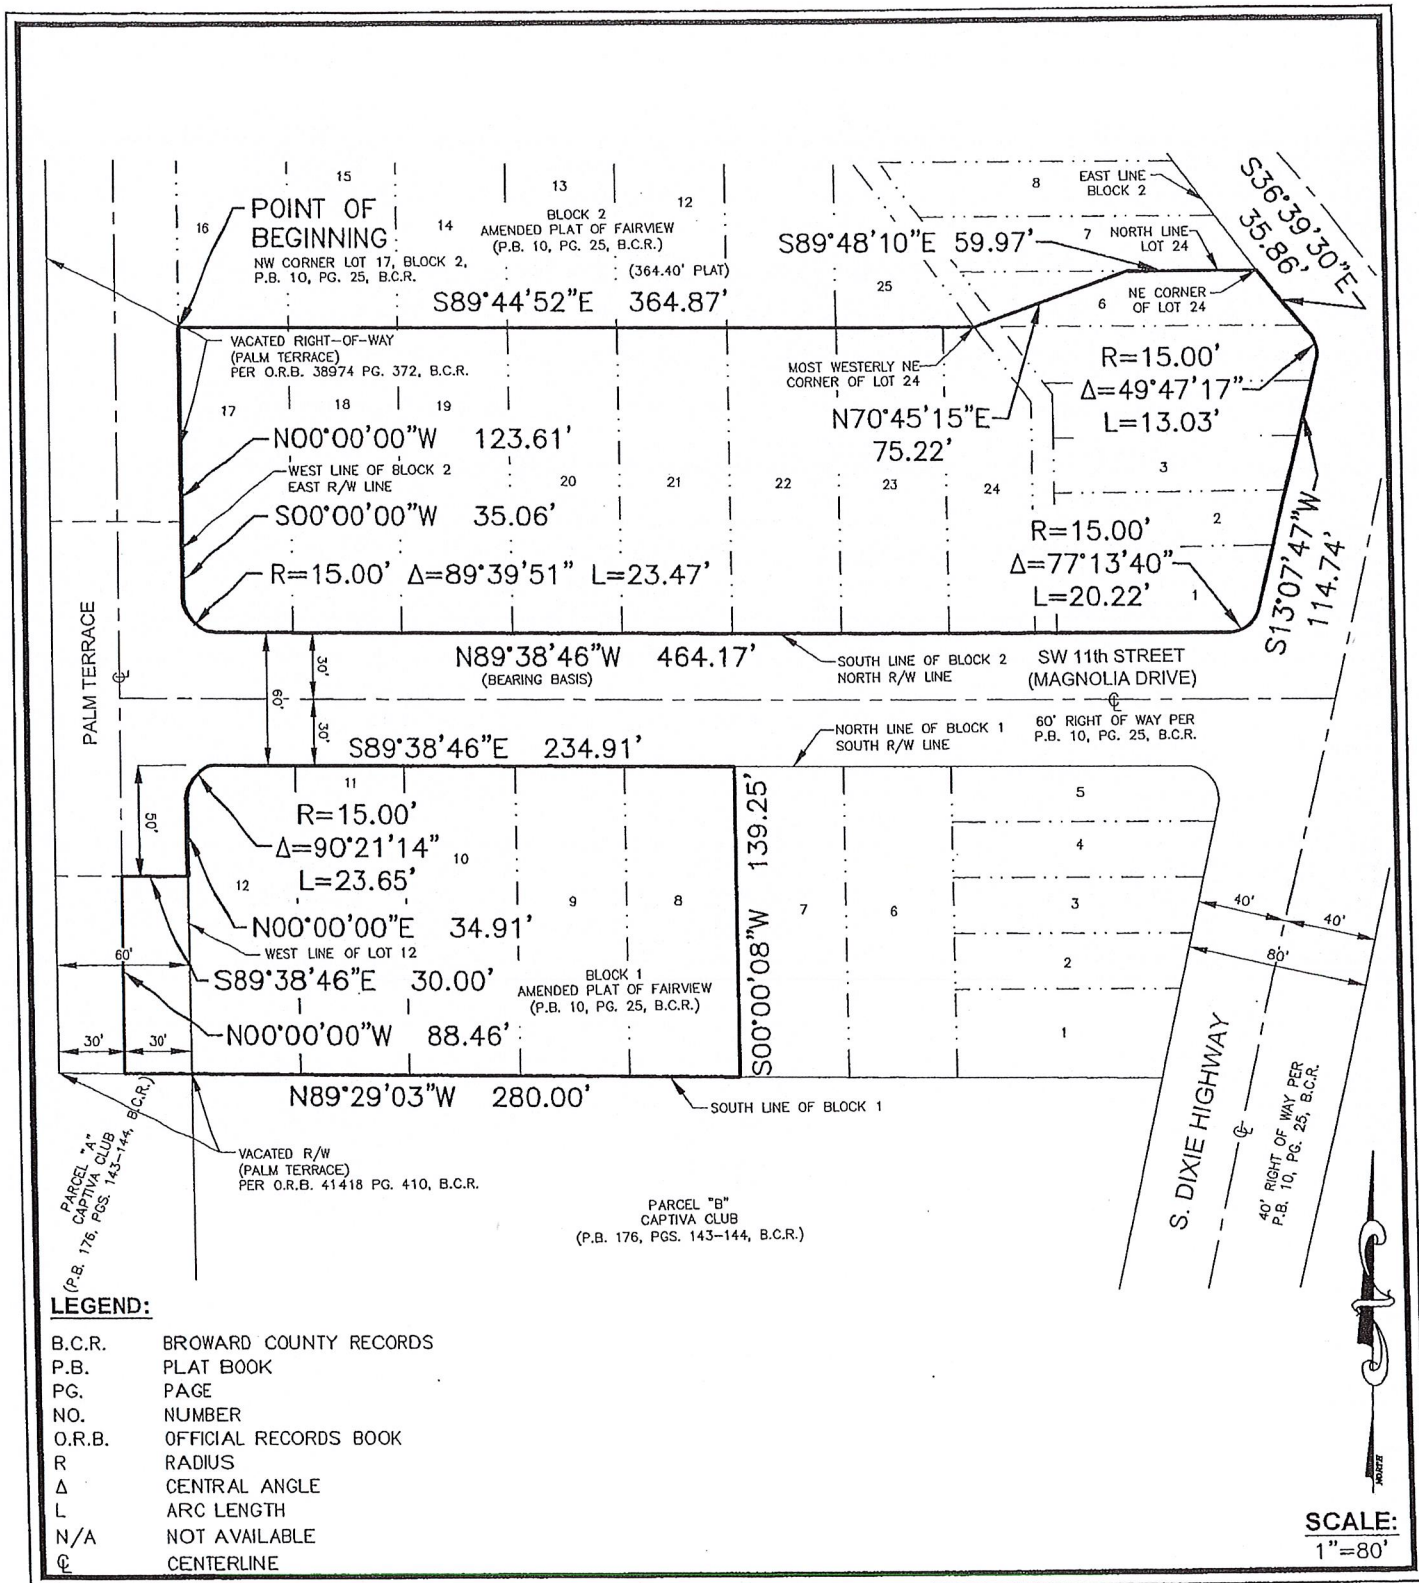 15
13
12
16
14
8
7
25
6
POINT OF
BEGINNING
NW CORNER LOT 17, BLOCK 2,
P.B. 10, PG. 25, B.C.R.
BLOCK 2
AMENDED PLAT OF FAIRVIEW
(P.B. 10, PG. 25, B.C.R.)
(364.40' PLAT)
S89°44'52"E 364.87'
EAST LINE
BLOCK 2
S36°39'30"E
35.86'
S89°48'10"E 59.97'
NORTH LINE
LOT 24
NE CORNER
OF LOT 24
VACATED RIGHT-OF-WAY
(PALM TERRACE)
PER O.R.B. 38974 PG. 372, B.C.R.
MOST WESTERLY NE
CORNER OF LOT 24
R=15.00'
Δ=49°47'17"
L=13.03'
N70°45'15"E
75.22'
17
18
19
20
21
22
23
24
3
2
1
N00°00'00"W 123.61'
WEST LINE OF BLOCK 2
EAST R/W LINE
S00°00'00"W 35.06'
R=15.00' Δ=89°39'51" L=23.47'
R=15.00'
Δ=77°13'40"
L=20.22'
S13°07'47"W
114.74'
PALM TERRACE
℄
N89°38'46"W 464.17'
(BEARING BASIS)
30'
60'
30'
SOUTH LINE OF BLOCK 2
NORTH R/W LINE
SW 11th STREET
(MAGNOLIA DRIVE)
℄
60' RIGHT OF WAY PER
P.B. 10, PG. 25, B.C.R.
NORTH LINE OF BLOCK 1
SOUTH R/W LINE
S89°38'46"E 234.91'
50'
11
R=15.00'
Δ=90°21'14"
L=23.65'
10
12
9
8
7
6
5
4
3
2
1
N00°00'00"E 34.91'
WEST LINE OF LOT 12
60'
S89°38'46"E 30.00'
N00°00'00"W 88.46'
30'
30'
BLOCK 1
AMENDED PLAT OF FAIRVIEW
(P.B. 10, PG. 25, B.C.R.)
S00°00'08"W 139.25'
40'
40'
80'
N89°29'03"W 280.00'
SOUTH LINE OF BLOCK 1
S. DIXIE HIGHWAY
℄
40' RIGHT OF WAY PER
P.B. 10, PG. 25, B.C.R.
PARCEL "A"
CAPTIVA CLUB
(P.B. 176, PGS. 143-144, B.C.R.)
VACATED R/W
(PALM TERRACE)
PER O.R.B. 41418 PG. 410, B.C.R.
PARCEL "B"
CAPTIVA CLUB
(P.B. 176, PGS. 143-144, B.C.R.)
LEGEND:
B.C.R. BROWARD COUNTY RECORDS
P.B. PLAT BOOK
PG. PAGE
NO. NUMBER
O.R.B. OFFICIAL RECORDS BOOK
R RADIUS
Δ CENTRAL ANGLE
L ARC LENGTH
N/A NOT AVAILABLE
℄ CENTERLINE
NORTH
SCALE:
1"=80'